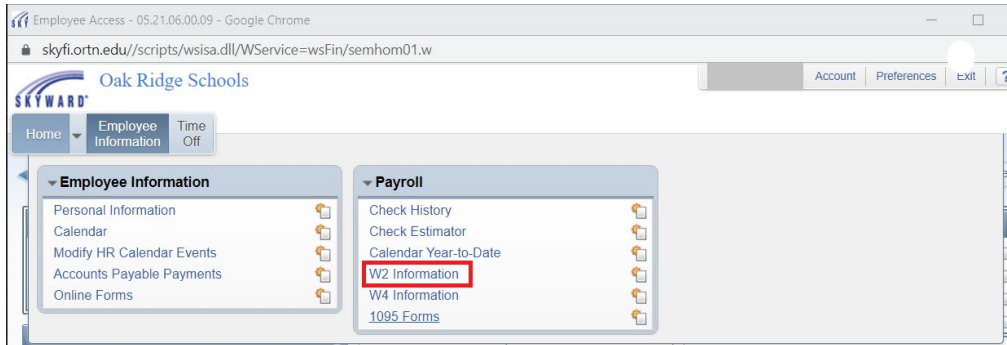 Employee Access - 05.21.06.00.09 - Google Chrome
skyfi.ortn.edu//scripts/wsisa.dll/WService=wsFin/semhom01.w
SKYWARD
Oak Ridge Schools
Account Preferences Exit ?
Home
Employee Information
Time Off
Employee Information
Personal Information
Calendar
Modify HR Calendar Events
Accounts Payable Payments
Online Forms
Payroll
Check History
Check Estimator
Calendar Year-to-Date
W2 Information
W4 Information
1095 Forms